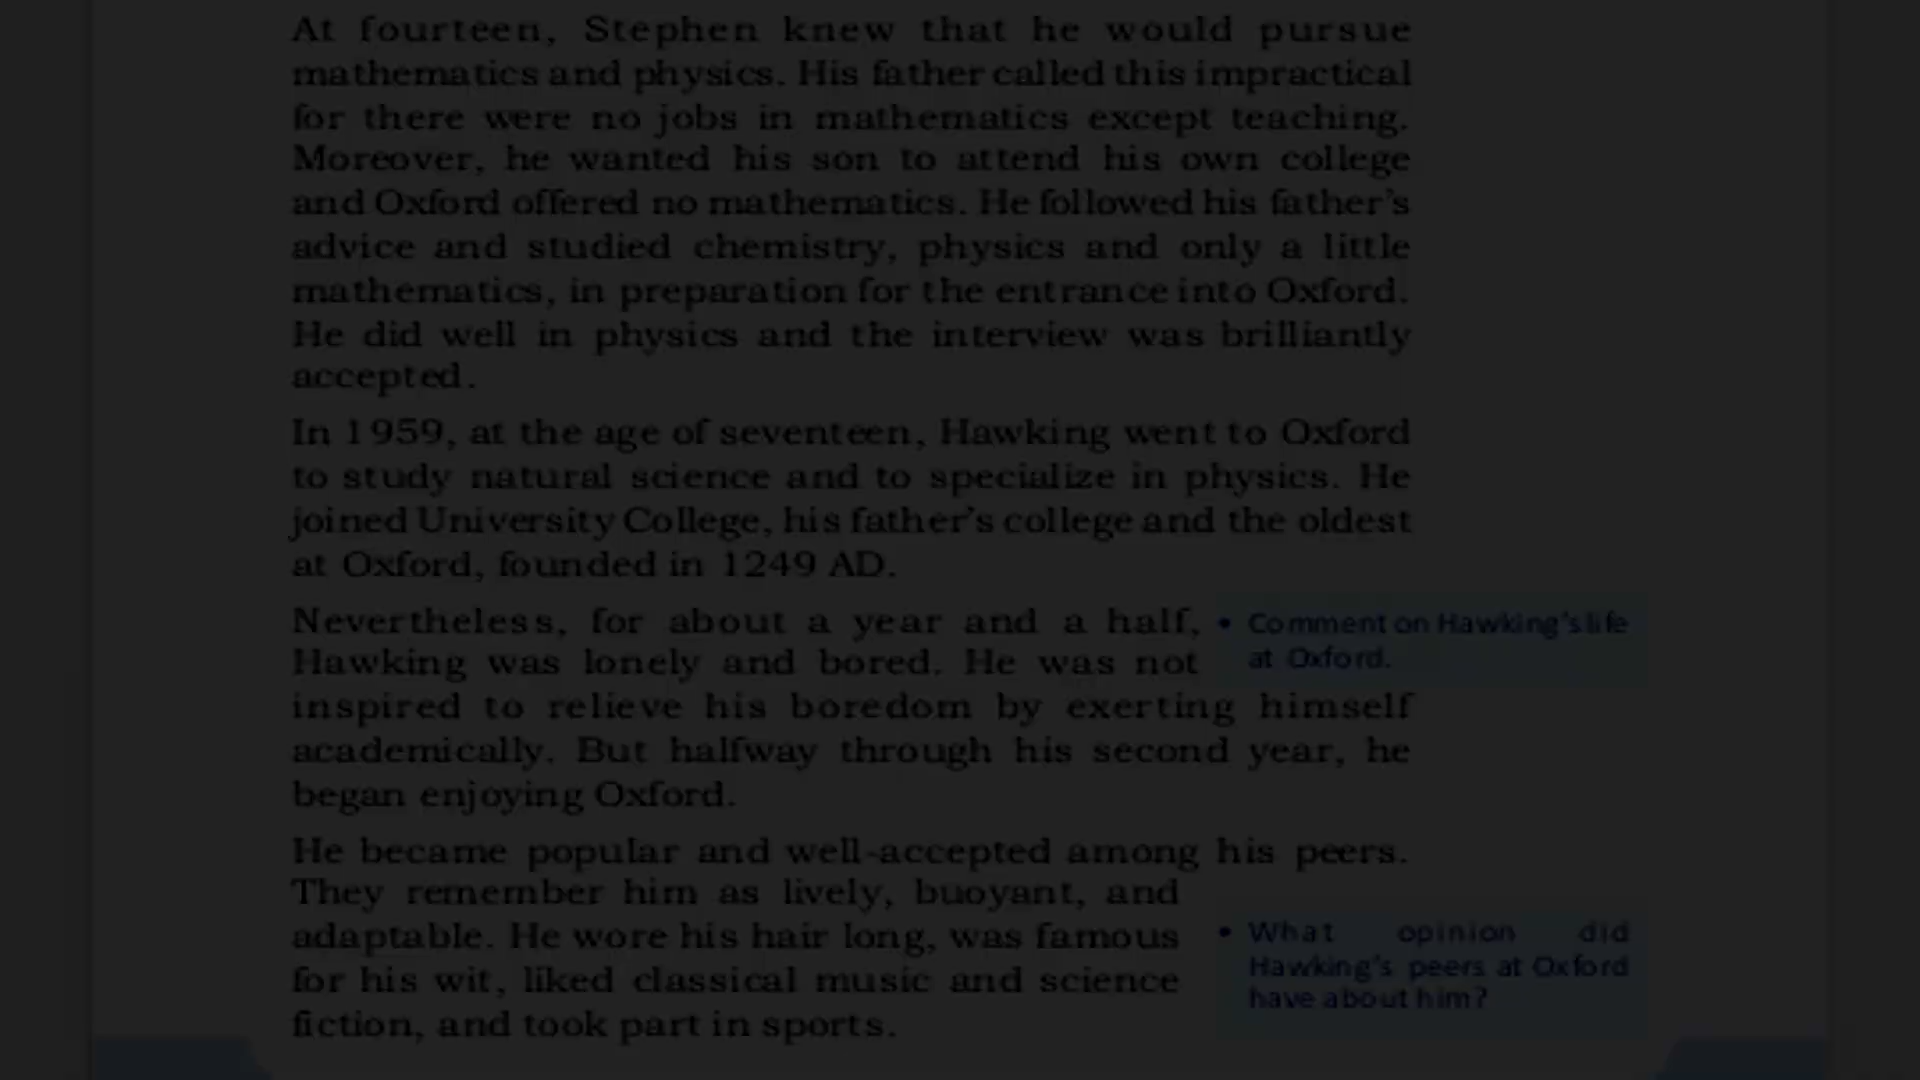 At fourteen, Stephen knew that he would pursue
mathematics and physics. His father called this impractical
for there were no jobs in mathematics except teaching.
Moreover, he wanted his son to attend his own college
and Oxford offered no mathematics. He followed his father's
advice and studied chemistry, physics and only a little
mathematics, in preparation for the entrance into Oxford.
He did well in physics and the interview was brilliantly
accepted.
In 1959, at the age of seventeen, Hawking went to Oxford
to study natural science and to specialize in physics. He
joined University College, his father's college and the oldest
at Oxford, founded in 1249 AD.
Nevertheless, for about a year and a half,
Hawking was lonely and bored. He was not
inspired to relieve his boredom by exerting himself
academically. But halfway through his second year, he
began enjoying Oxford.
• Comment on Hawking's life
at Oxford.
He became popular and well-accepted among his peers.
They remember him as lively, buoyant, and
adaptable. He wore his hair long, was famous
for his wit, liked classical music and science
fiction, and took part in sports.
• What opinion did
Hawking's peers at Oxford
have about him?